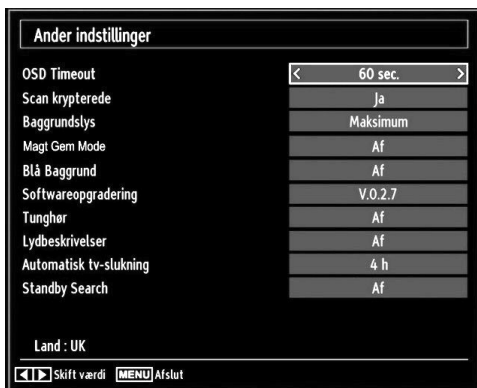 Ander indstillinger
OSD Timeout < 60 sec. >
Scan krypterede Ja
Baggrundslys Maksimum
Magt Gem Mode Af
Blå Baggrund Af
Softwareopgradering V.0.2.7
Tunghør Af
Lydbeskrivelser Af
Automatisk tv-slukning 4 h
Standby Search Af
Land : UK
Skift værdi MENU Afslut